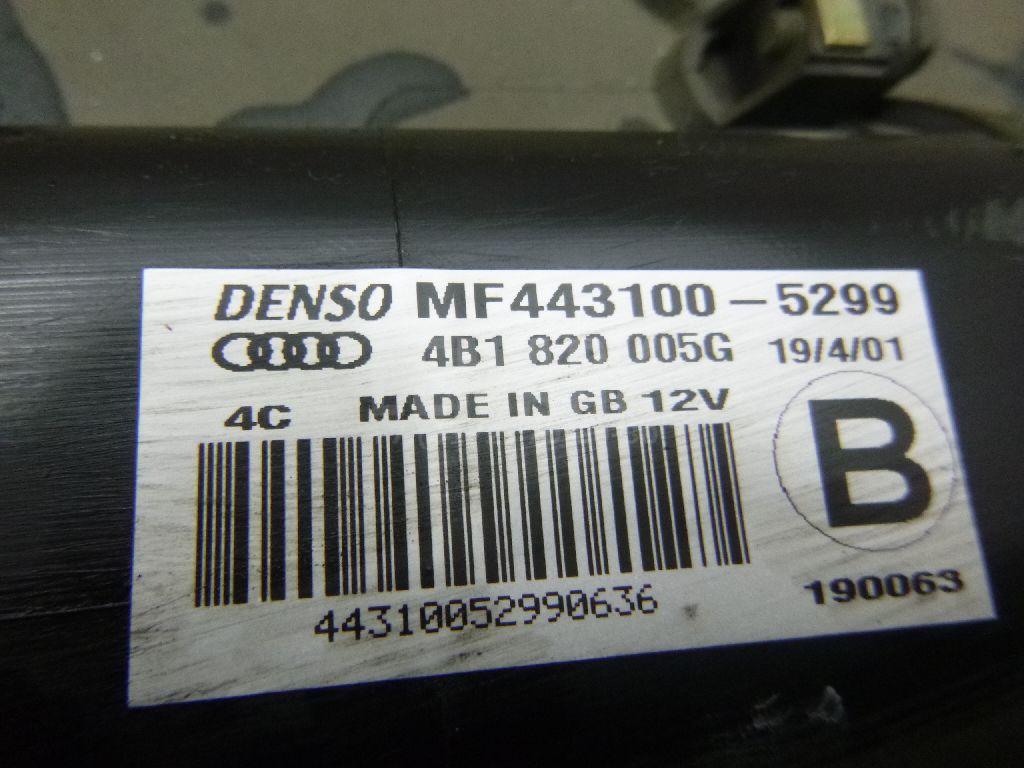 DENSO MF443100-5299
4B1 820 005G 19/4/01
4C MADE IN GB 12V
B
44310052990636
190063